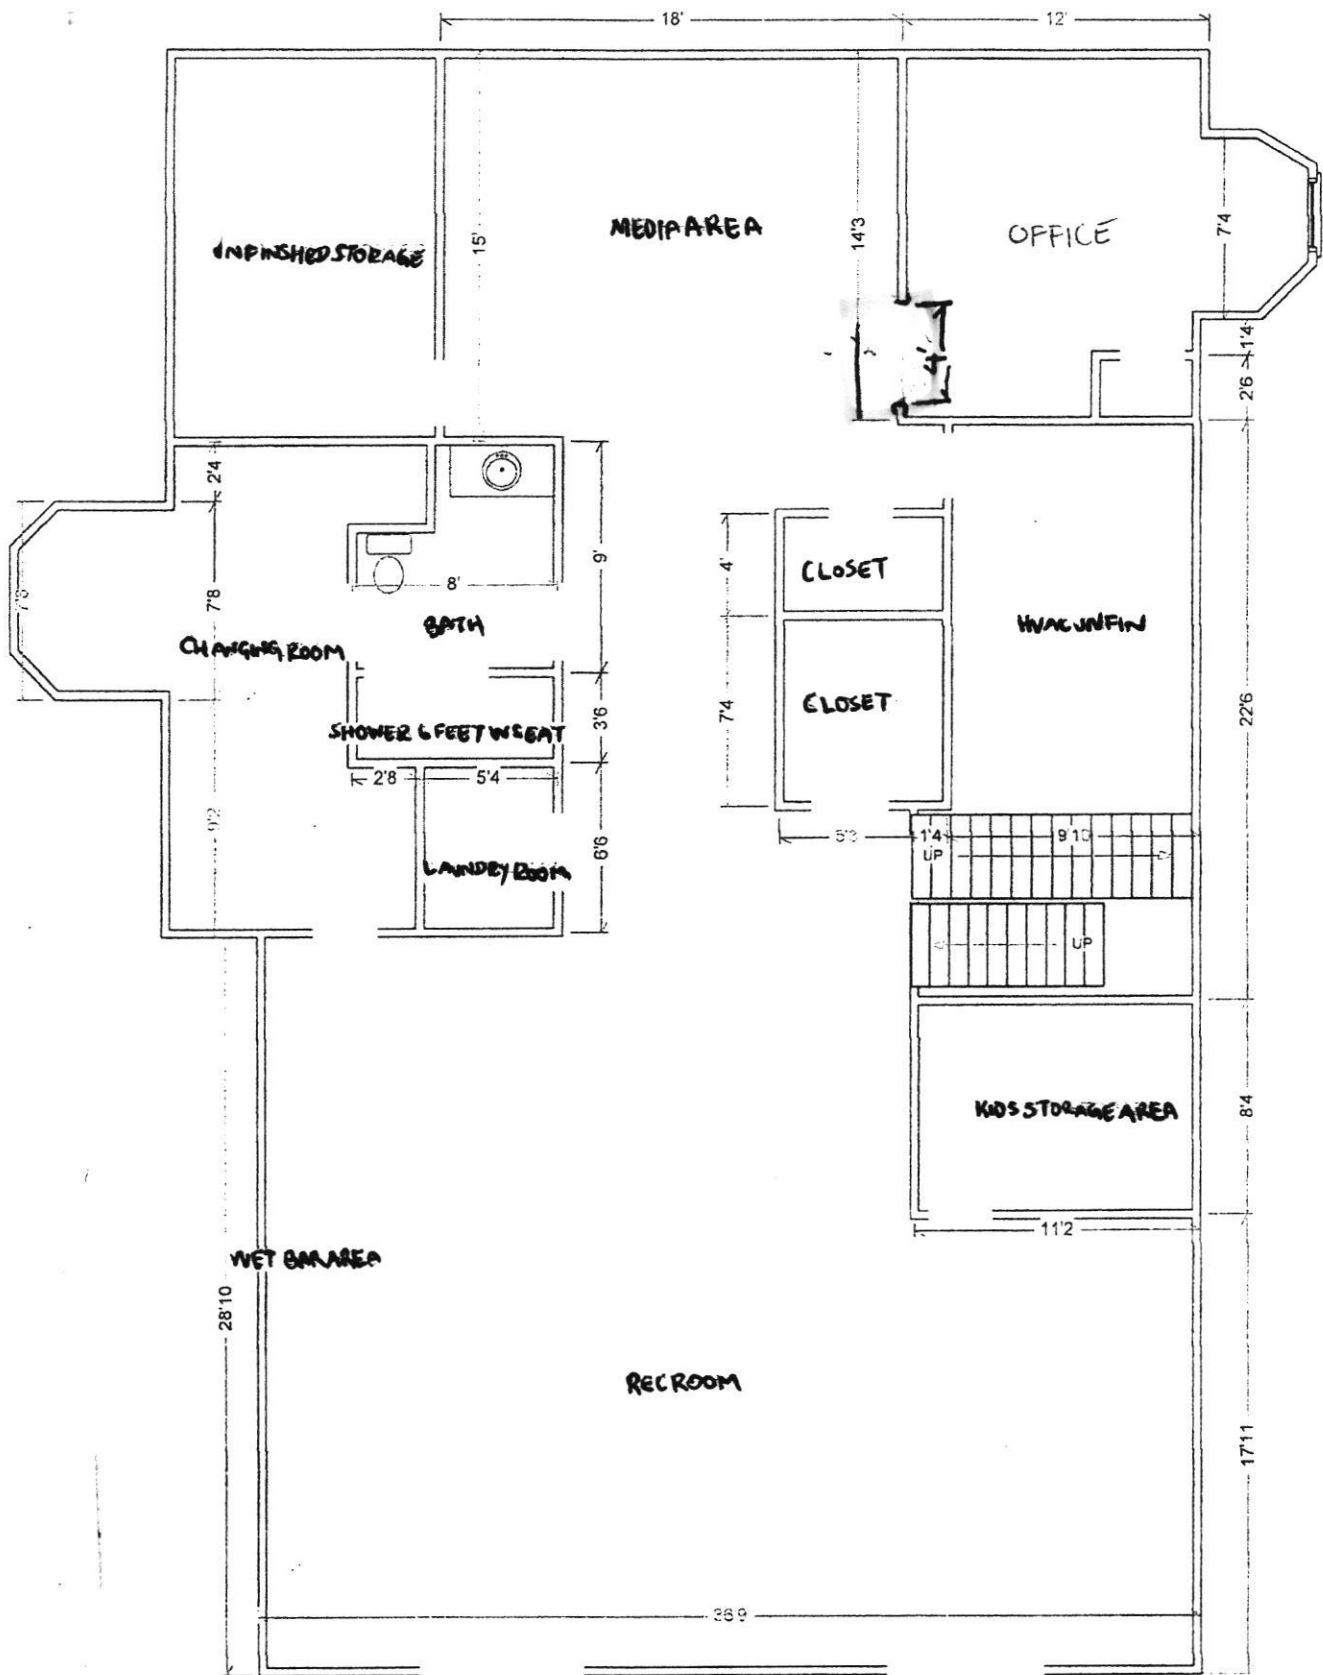 18'
12'
15'
MEDIA AREA
14'3
OFFICE
7'4
UNFINSHED STORAGE
4'
1'4
2'6
2'4
9'
4'
CLOSET
8'
7'8
BATH
HVAC UNFIN
CHANGING ROOM
7'4
CLOSET
22'6
3'6
SHOWER 6 FEET W SEAT
2'8
5'4
9'2
6'6
5'3
1'4
9'10
UP
LAUNDRY ROOM
UP
8'4
KIDS STORAGE AREA
11'2
WET BAR AREA
28'10
REC ROOM
17'11
36'9